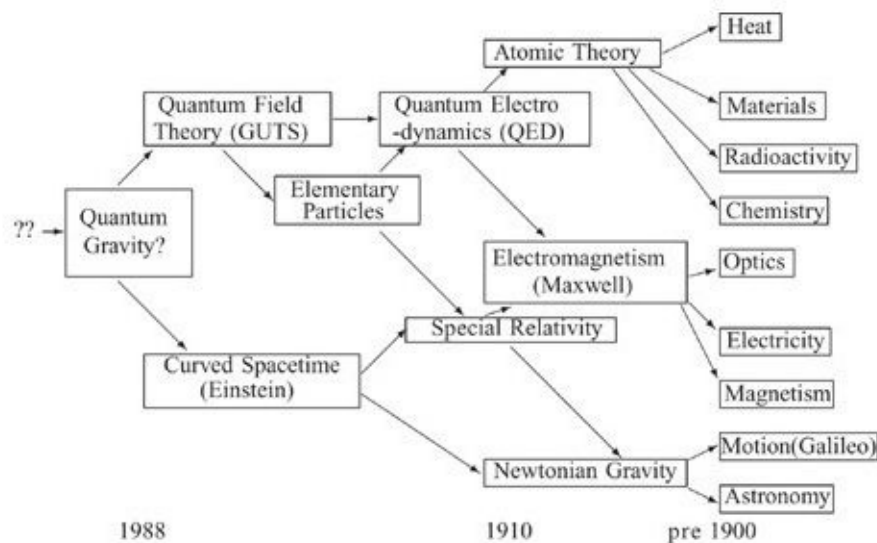 Heat
Atomic Theory
Quantum Field
Theory (GUTS)
Quantum Electro
-dynamics (QED)
Materials
Radioactivity
Elementary
Particles
Chemistry
??
Quantum
Gravity?
Electromagnetism
(Maxwell)
Optics
Special Relativity
Electricity
Curved Spacetime
(Einstein)
Magnetism
Motion(Galileo)
Newtonian Gravity
Astronomy
1988
1910
pre 1900